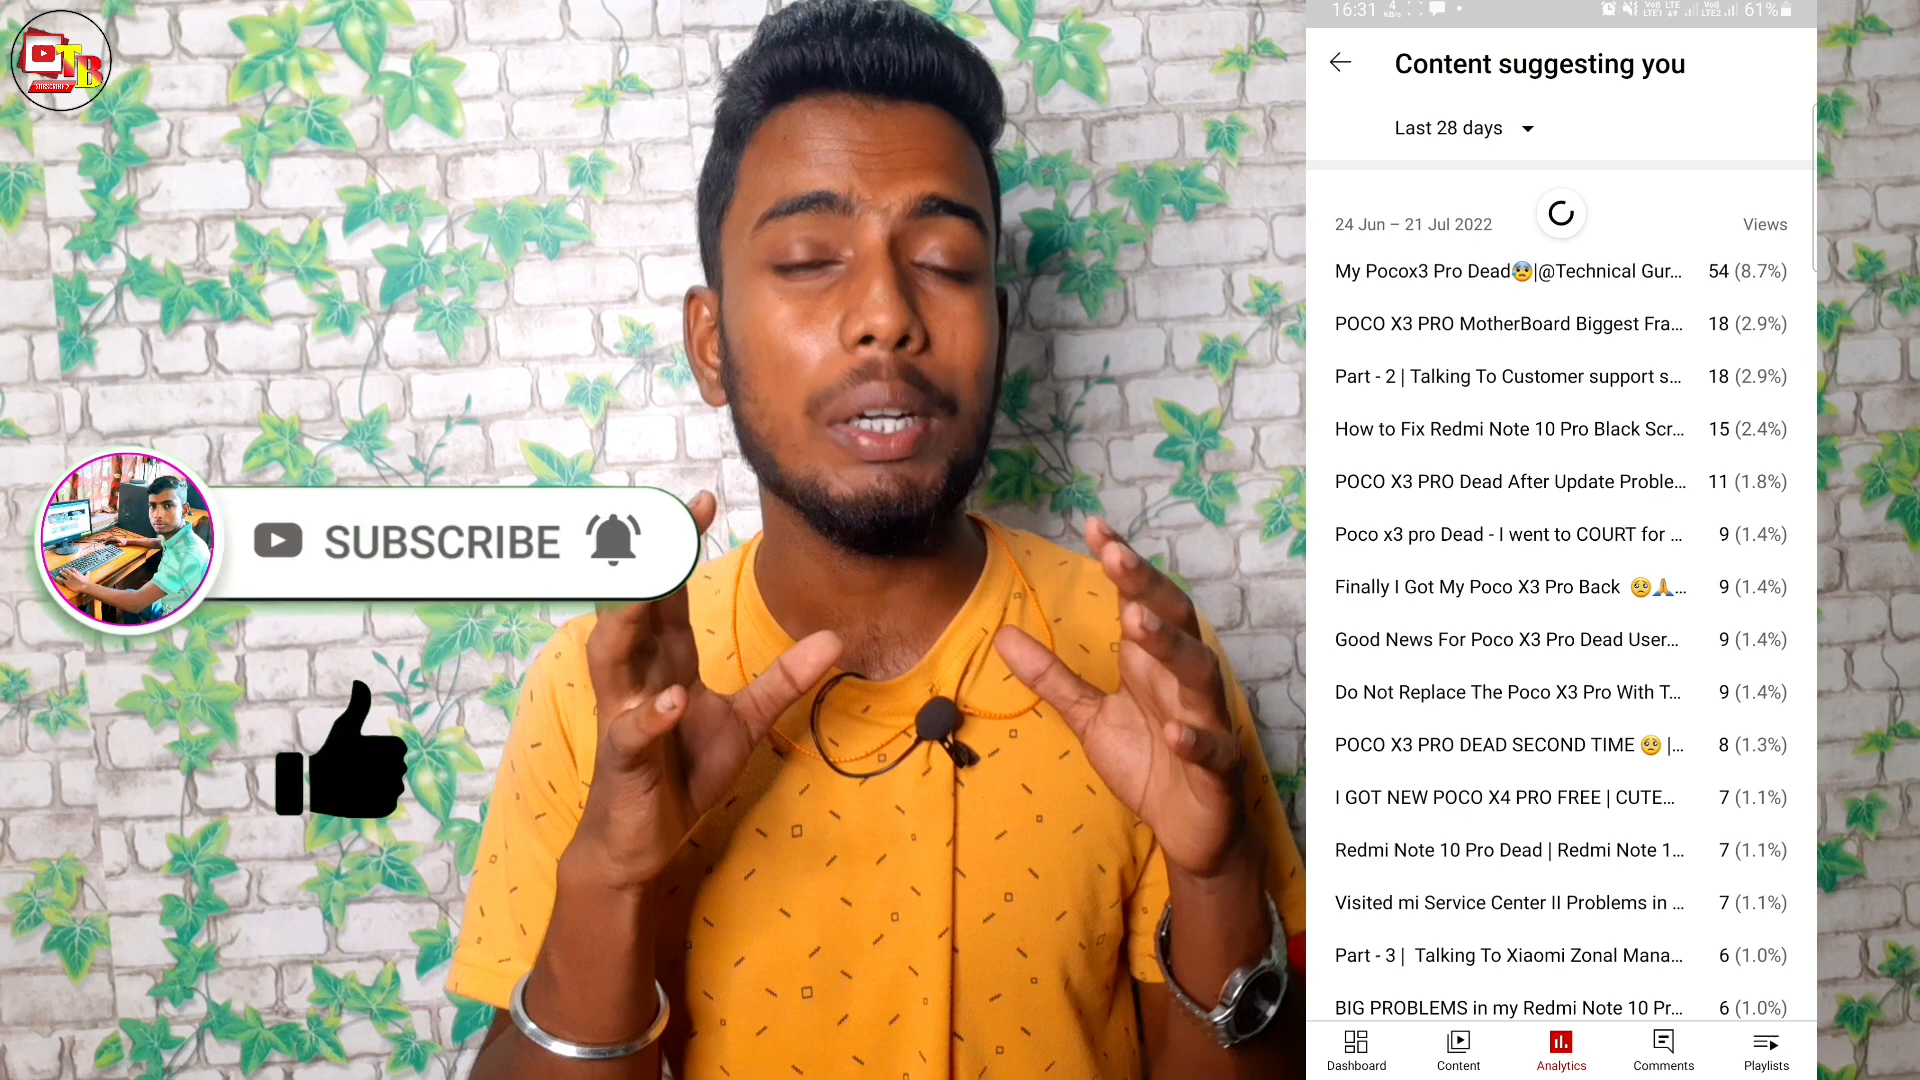 TB
SUBSCRIBE
SUBSCRIBE
16:31 4 KB/s
Vo) LTE LTE1 Vo) LTE2 61%
Content suggesting you
Last 28 days
24 Jun – 21 Jul 2022 Views
My Pocox3 Pro Dead😰|@Technical Gur... 54 (8.7%)
POCO X3 PRO MotherBoard Biggest Fra... 18 (2.9%)
Part - 2 | Talking To Customer support s... 18 (2.9%)
How to Fix Redmi Note 10 Pro Black Scr... 15 (2.4%)
POCO X3 PRO Dead After Update Proble... 11 (1.8%)
Poco x3 pro Dead - I went to COURT for ... 9 (1.4%)
Finally I Got My Poco X3 Pro Back 🥺🙏... 9 (1.4%)
Good News For Poco X3 Pro Dead User... 9 (1.4%)
Do Not Replace The Poco X3 Pro With T... 9 (1.4%)
POCO X3 PRO DEAD SECOND TIME 🥺 |... 8 (1.3%)
I GOT NEW POCO X4 PRO FREE | CUTE... 7 (1.1%)
Redmi Note 10 Pro Dead | Redmi Note 1... 7 (1.1%)
Visited mi Service Center II Problems in ... 7 (1.1%)
Part - 3 | Talking To Xiaomi Zonal Mana... 6 (1.0%)
BIG PROBLEMS in my Redmi Note 10 Pr... 6 (1.0%)
Dashboard Content Analytics Comments Playlists